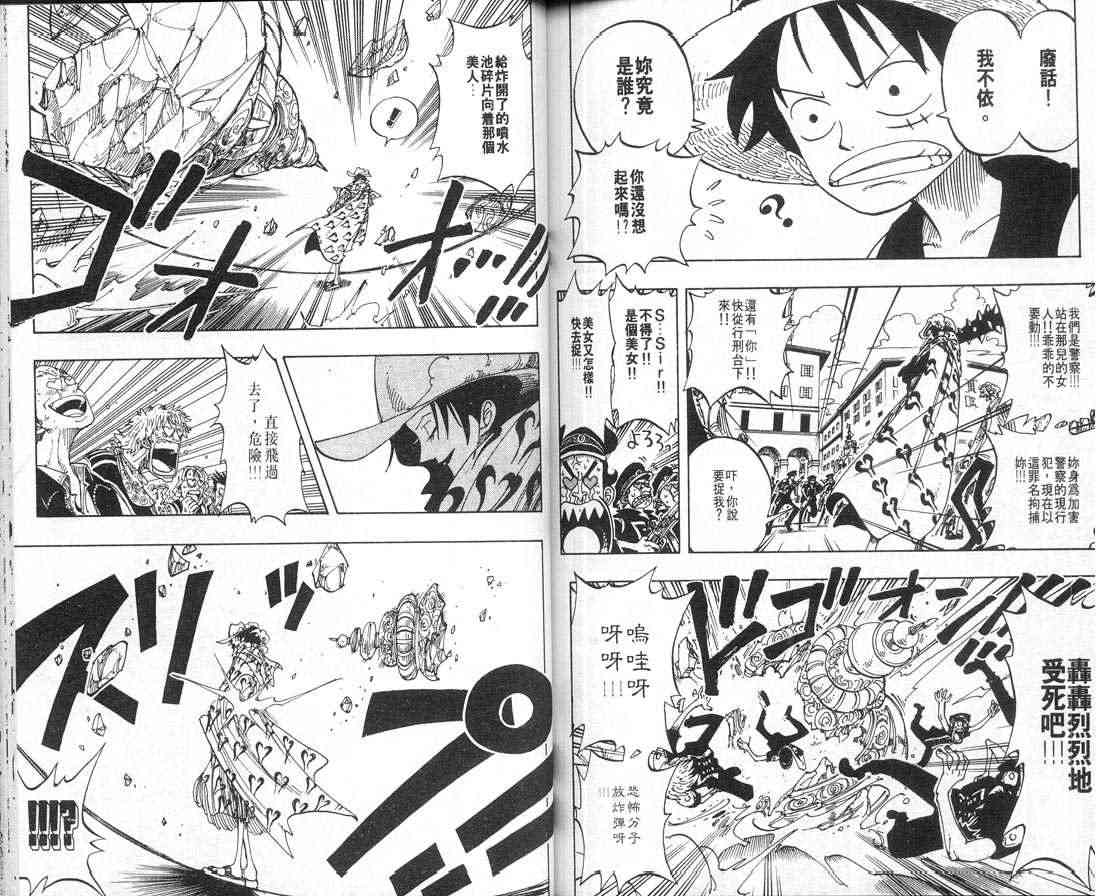 廢話！
我不依。
妳究竟
是誰？
你還沒想
起來嗎!?
?
我們是警察!!!!
站在那兒的女
人!!乖乖的不
要動!!!!
妳身為加害
警察的現行
犯，現在以
這罪名拘捕
妳!!!
還有「你」!!
快從行刑台下
來!!
吓，你說
要捉我？
S…Sir!!
不得了!!
是個美女!!
美女又怎樣!!
快去捉!!!
よろろ
ドゴオォン
轟轟烈烈地
受死吧!!!
嗚哇呀
呀呀!!!
恐怖分子
放炸彈呀
!!!
給炸開了的噴水
池碎片向着那個
美人…
!
ゴオオォ!!!
直接飛過
去了，危險!!!
ズプッ
!!!!?